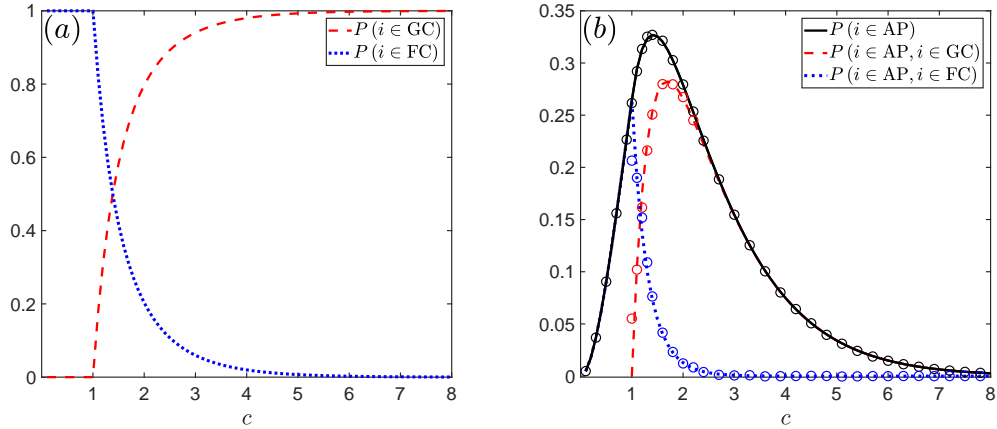 (a)
1
0.8
0.6
0.4
0.2
0
1 2 3 4 5 6 7 8
c
P (i ∈ GC)
P (i ∈ FC)
(b)
0.35
0.3
0.25
0.2
0.15
0.1
0.05
0
0 1 2 3 4 5 6 7 8
c
P (i ∈ AP)
P (i ∈ AP, i ∈ GC)
P (i ∈ AP, i ∈ FC)